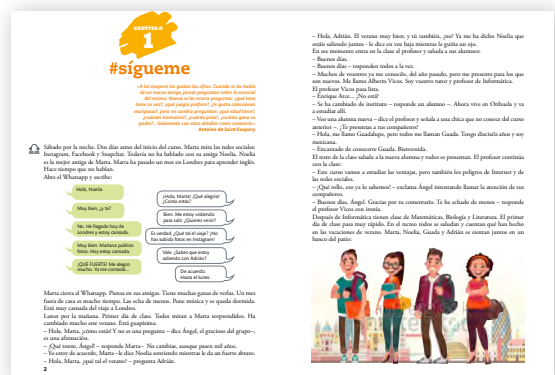 CAPÍTULO
1
#sígueme
«A los mayores les gustan las cifras. Cuando se les habla
de un nuevo amigo, jamás preguntan sobre lo esencial
del mismo. Nunca se les ocurre preguntar: ¿qué tono
tiene su voz?, ¿qué juegos prefiere?, ¿le gusta coleccionar
mariposas?, pero en cambio preguntan: ¿qué edad tiene?,
¿cuántos hermanos?, ¿cuánto pesa?, ¿cuánto gana su
padre?... Solamente con estos detalles creen conocerle»
Antoine de Saint Exupery
Sábado por la noche. Dos días antes del inicio del curso. Marta mira las redes sociales:
Instagram, Facebook y Snapchat. Todavía no ha hablado con su amiga Noelia. Noelia
es la mejor amiga de Marta. Marta ha pasado un mes en Londres para aprender inglés.
Hace tiempo que no hablan.
Abre el Whatsapp y escribe:
Hola, Noelia
¡Hola, Marta! ¡Qué alegría!
¿Cómo estás?
Muy bien, ¿y tú?
Bien. Me estoy vistiendo
para salir ¿Quieres venir?
No. He llegado hoy de
Londres y estoy cansada.
Es verdad. ¿Qué tal el viaje? ¡No
has subido fotos en Instagram!
Muy bien. Mañana publico
fotos. Hoy estoy cansada.
Vale. ¿Sabes que estoy
saliendo con Adrián?
¡QUÉ FUERTE! Me alegro
mucho. Ya me contarás...
De acuerdo.
Hasta el lunes.
Marta cierra el Whatsapp. Piensa en sus amigas. Tiene muchas ganas de verlas. Un mes
fuera de casa es mucho tiempo. Las echa de menos. Pone música y se queda dormida.
Está muy cansada del viaje a Londres.
Lunes por la mañana. Primer día de clase. Todos miran a Marta sorprendidos. Ha
cambiado mucho este verano. Está guapísima.
– Hola, Marta, ¿cómo estás? Y no es una pregunta – dice Ángel, el gracioso del grupo–,
es una afirmación.
– ¡Qué tonto, Ángel! – responde Marta– No cambias, aunque pasen mil años.
– Yo estoy de acuerdo, Marta –le dice Noelia sonriendo mientras le da un fuerte abrazo.
– Hola, Marta, ¿qué tal el verano? – pregunta Adrián.
2
– Hola, Adrián. El verano muy bien; y tú también, ¿no? Ya me ha dicho Noelia que
estáis saliendo juntos - le dice en voz baja mientras le guiña un ojo.
En ese momento entra en la clase el profesor y saluda a sus alumnos:
– Buenos días.
– Buenos días – responden todos a la vez.
– Muchos de vosotros ya me conocéis, del año pasado, pero me presento para los que
son nuevos. Me llamo Alberto Vicos. Soy vuestro tutor y profesor de Informática.
El profesor Vicos pasa lista.
– Enrique Arce... ¿No está?
– Se ha cambiado de instituto – responde un alumno –. Ahora vive en Orihuela y va
a estudiar allí.
– Veo una alumna nueva – dice el profesor y señala a una chica que no conoce del curso
anterior –. ¿Te presentas a tus compañeros?
– Hola, me llamo Guadalupe, pero todos me llaman Guada. Tengo dieciséis años y soy
mexicana.
– Encantado de conocerte Guada. Bienvenida.
El resto de la clase saluda a la nueva alumna y todos se presentan. El profesor continúa
con la clase:
– Este curso vamos a estudiar las ventajas, pero también los peligros de Internet y de
las redes sociales.
– ¡Qué rollo, eso ya lo sabemos! – exclama Ángel intentando llamar la atención de sus
compañeros.
– Buenos días, Ángel. Gracias por tu comentario. Te he echado de menos – responde
el profesor Vicos con ironía.
Después de Informática tienen clase de Matemáticas, Biología y Literatura. El primer
día de clase pasa muy rápido. En el recreo todos se saludan y cuentan qué han hecho
en las vacaciones de verano. Marta, Noelia, Guada y Adrián se sientan juntos en un
banco del patio: